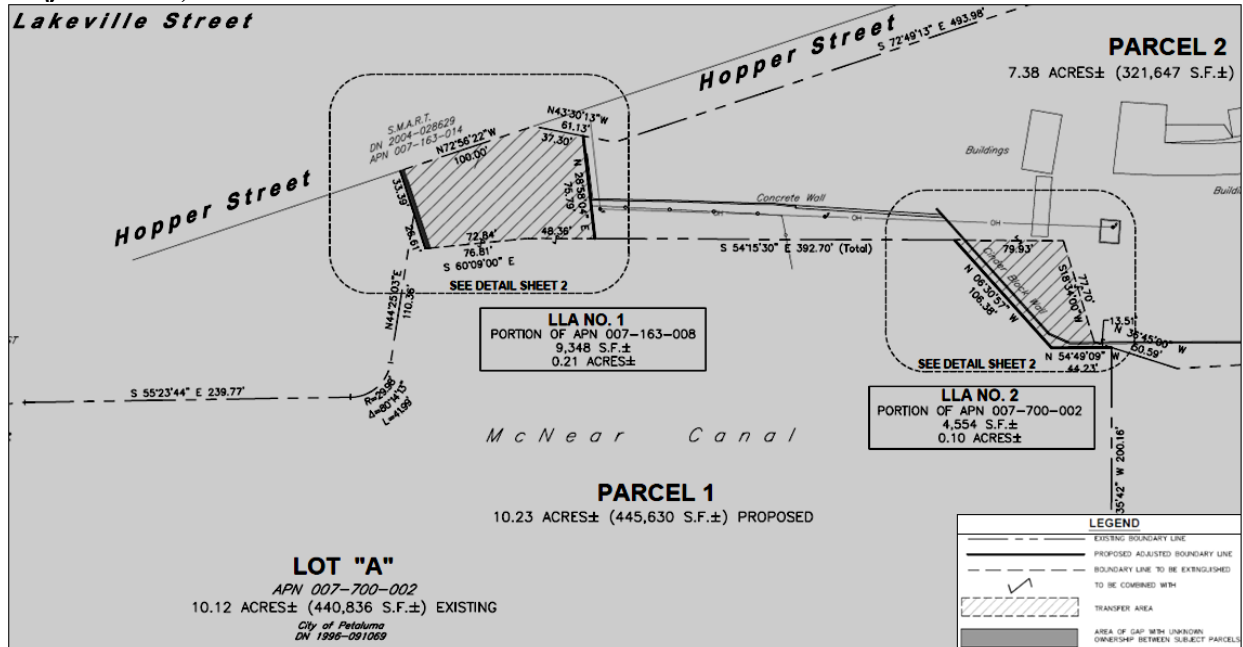 Lakeville Street
Hopper Street
S 72°49'13" E 493.98'
PARCEL 2
7.38 ACRES± (321,647 S.F.±)
S.M.A.R.T.
DN 2004-028629
APN 007-163-014
N72°56'22"W
100.00'
N43°30'13"W
61.13'
37.30'
Buildings
Hopper Street
33.39'
26.61'
N 28°58'04" E
75.79'
Concrete Wall
OH
OH
OH
72.84'
76.81'
48.36'
S 60°09'00" E
S 54°15'30" E 392.70' (Total)
SEE DETAIL SHEET 2
79.93'
Cinder Block Wall
N 06°30'57" W
106.38'
77.70'
S18°34'00"W
13.51
N 36°45'00" W
60.59'
N44°25'03"E
110.36'
LLA NO. 1
PORTION OF APN 007-163-008
9,348 S.F.±
0.21 ACRES±
SEE DETAIL SHEET 2
N 54°49'09" W
44.23'
S 55°23'44" E 239.77'
R=29.98'
Δ=80°14'13"
L=41.99'
LLA NO. 2
PORTION OF APN 007-700-002
4,554 S.F.±
0.10 ACRES±
McNear Canal
35'42" W 200.16'
PARCEL 1
10.23 ACRES± (445,630 S.F.±) PROPOSED
LOT "A"
APN 007-700-002
10.12 ACRES± (440,836 S.F.±) EXISTING
City of Petaluma
DN 1996-091069
LEGEND
EXISTING BOUNDARY LINE
PROPOSED ADJUSTED BOUNDARY LINE
BOUNDARY LINE TO BE EXTINGUISHED
TO BE COMBINED WITH
TRANSFER AREA
AREA OF GAP WITH UNKNOWN
OWNERSHIP BETWEEN SUBJECT PARCELS